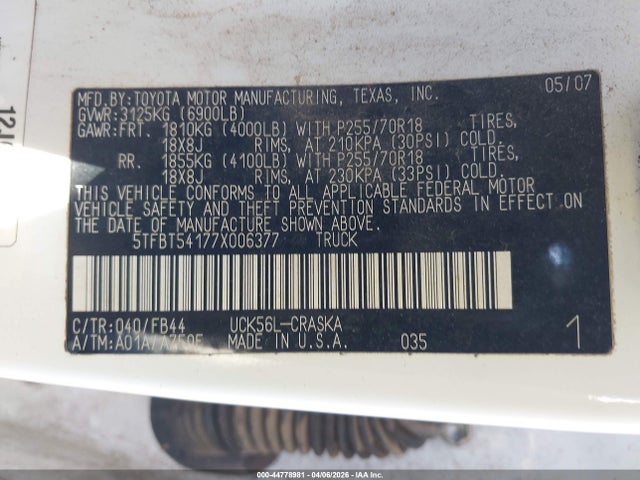 MFD.BY:TOYOTA MOTOR MANUFACTURING, TEXAS, INC. 05/07
GVWR:3125KG (6900LB)
GAWR:FRT. 1810KG (4000LB) WITH P255/70R18 TIRES,
18X8J RIMS, AT 210KPA (30PSI) COLD.
RR. 1855KG (4100LB) WITH P255/70R18 TIRES,
18X8J RIMS, AT 230KPA (33PSI) COLD.
THIS VEHICLE CONFORMS TO ALL APPLICABLE FEDERAL MOTOR
VEHICLE SAFETY AND THEFT PREVENTION STANDARDS IN EFFECT ON
THE DATE OF MANUFACTURE SHOWN ABOVE.
5TFBT54177X006377 TRUCK
C/TR:040/FB44 UCK56L-CRASKA
A/TM:A01A/A750E MADE IN U.S.A. 035 1
000-44778981 - 04/06/2026 - IAA Inc.